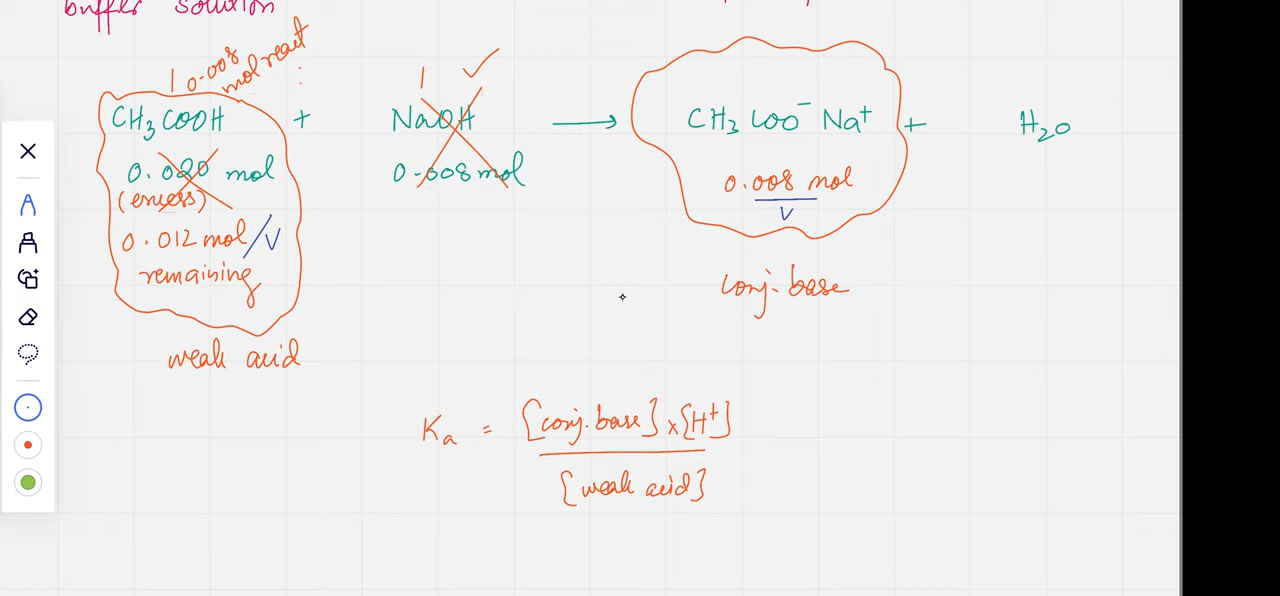 buffer solution
1 0.008
mol react
1 ✓
CH3COOH + NaOH → CH3COO⁻ Na⁺ + H2O
0.020 mol 0.008 mol 0.008 mol
V
(excess)
0.012 mol/V
remaining
conj. base
weak acid
Ka = [conj. base] x [H⁺]
[weak acid]